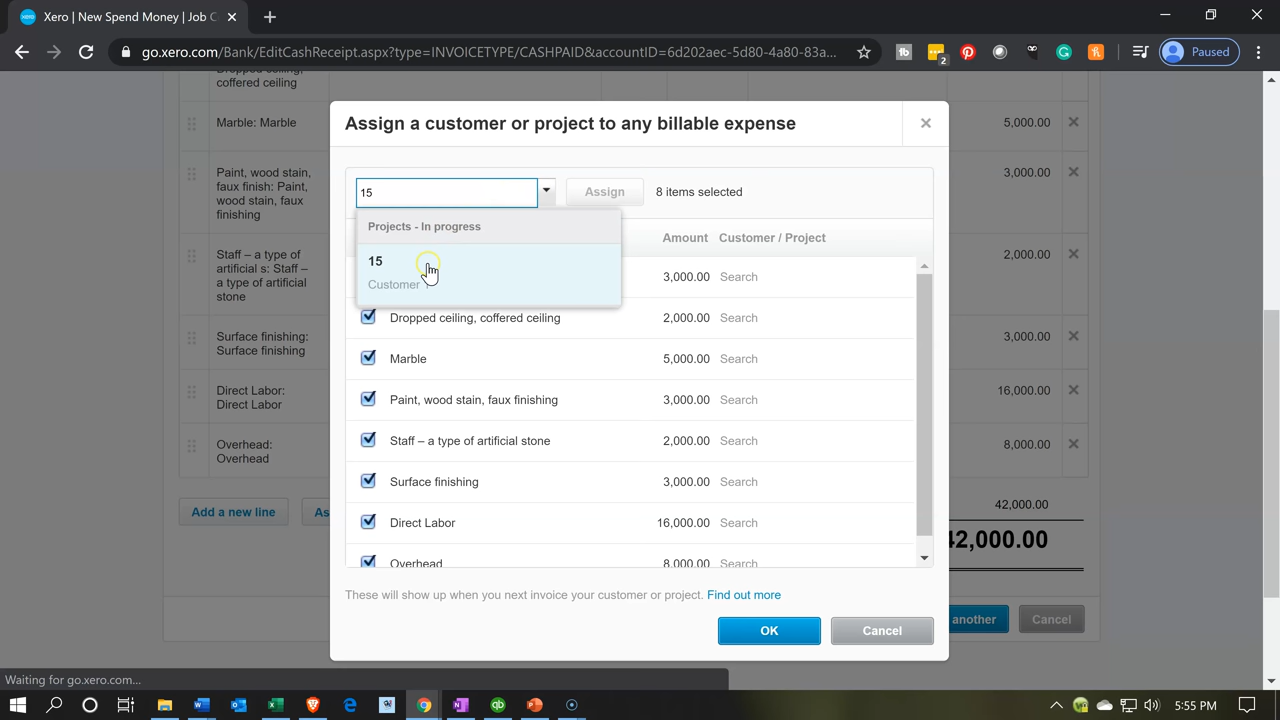 Xero | New Spend Money | Job C
go.xero.com/Bank/EditCashReceipt.aspx?type=INVOICETYPE/CASHPAID&accountID=6d202aec-5d80-4a80-83a...
2
Paused
Dropped ceiling,
coffered ceiling
Marble: Marble
5,000.00
Paint, wood stain,
faux finish: Paint,
wood stain, faux
finishing
3,000.00
Staff – a type of
artificial s: Staff –
a type of artificial
stone
2,000.00
Surface finishing:
Surface finishing
3,000.00
Direct Labor:
Direct Labor
16,000.00
Overhead:
Overhead
8,000.00
Add a new line
As
42,000.00
42,000.00
another
Cancel
Assign a customer or project to any billable expense
15
Assign
8 items selected
Projects - In progress
15
Customer
Amount
Customer / Project
3,000.00
Search
Dropped ceiling, coffered ceiling
2,000.00
Search
Marble
5,000.00
Search
Paint, wood stain, faux finishing
3,000.00
Search
Staff – a type of artificial stone
2,000.00
Search
Surface finishing
3,000.00
Search
Direct Labor
16,000.00
Search
Overhead
8,000.00
Search
These will show up when you next invoice your customer or project. Find out more
OK
Cancel
Waiting for go.xero.com...
5:55 PM